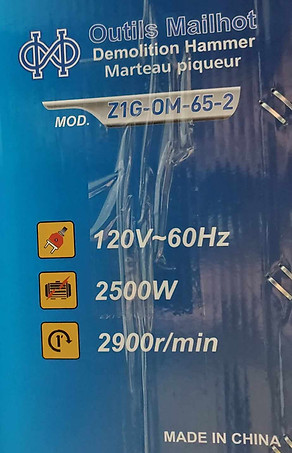 Outils Mailhot
Demolition Hammer
Marteau piqueur
MOD. Z1G-OM-65-2
120V~60Hz
2500W
2900r/min
MADE IN CHINA